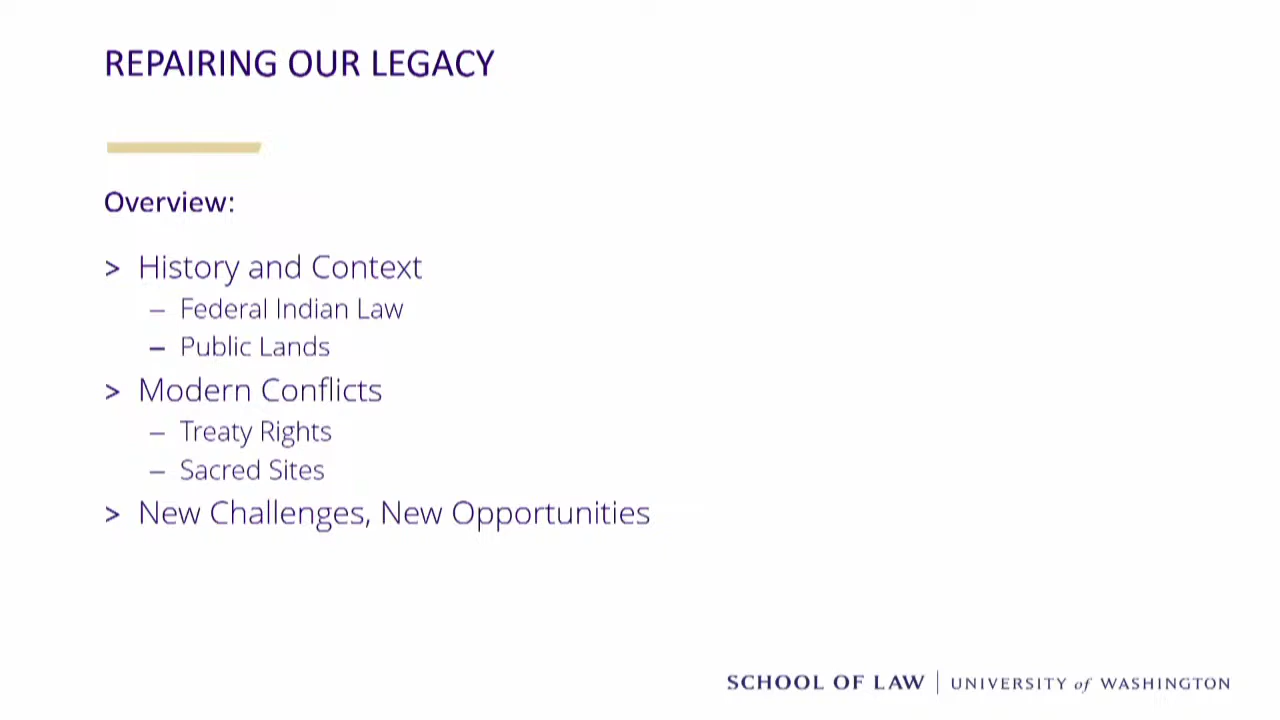 REPAIRING OUR LEGACY
Overview:
> History and Context
– Federal Indian Law
– Public Lands
> Modern Conflicts
– Treaty Rights
– Sacred Sites
> New Challenges, New Opportunities
SCHOOL OF LAW | UNIVERSITY of WASHINGTON